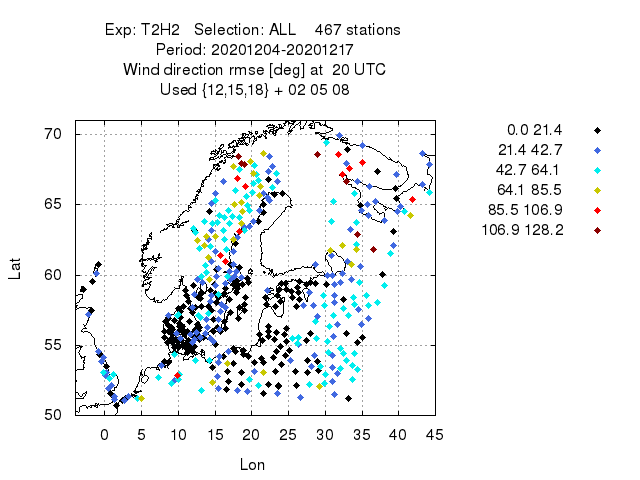 Exp: T2H2 Selection: ALL 467 stations
Period: 20201204-20201217
Wind direction rmse [deg] at 20 UTC
Used {12,15,18} + 02 05 08
0.0 21.4
21.4 42.7
42.7 64.1
64.1 85.5
85.5 106.9
106.9 128.2
70
65
60
55
50
Lat
0 5 10 15 20 25 30 35 40 45
Lon